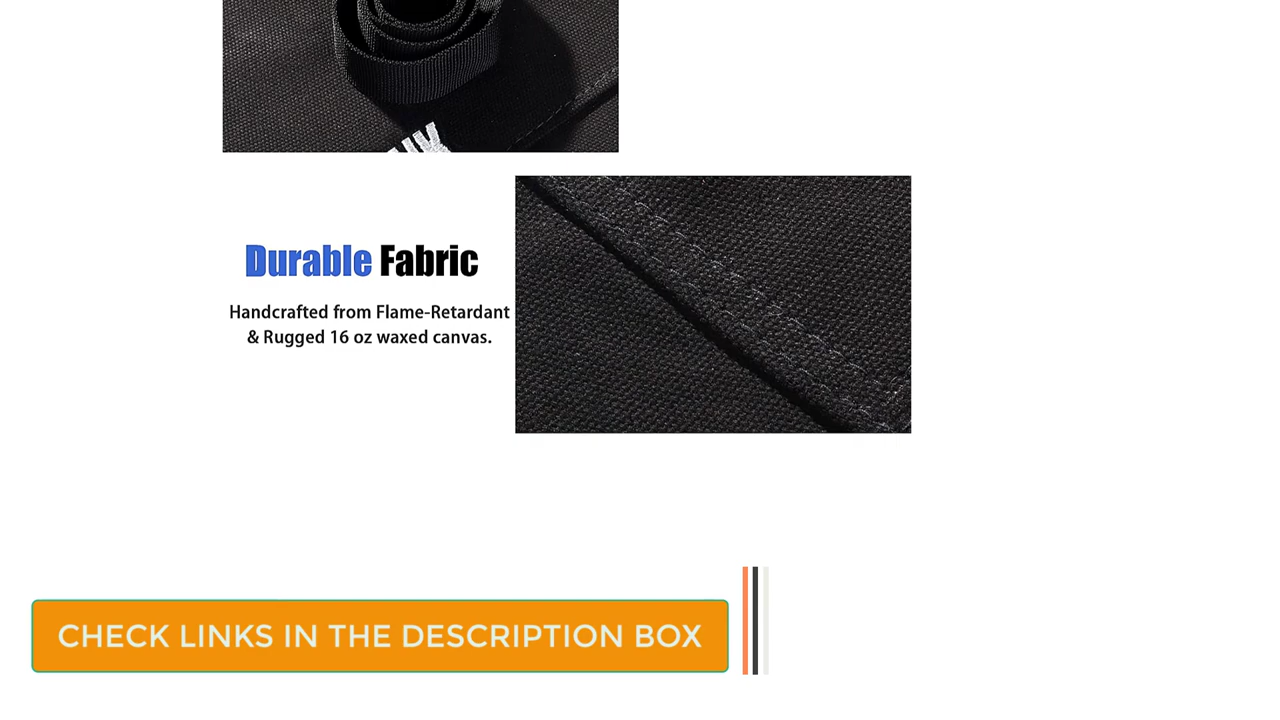 Durable Fabric
Handcrafted from Flame-Retardant
& Rugged 16 oz waxed canvas.
CHECK LINKS IN THE DESCRIPTION BOX